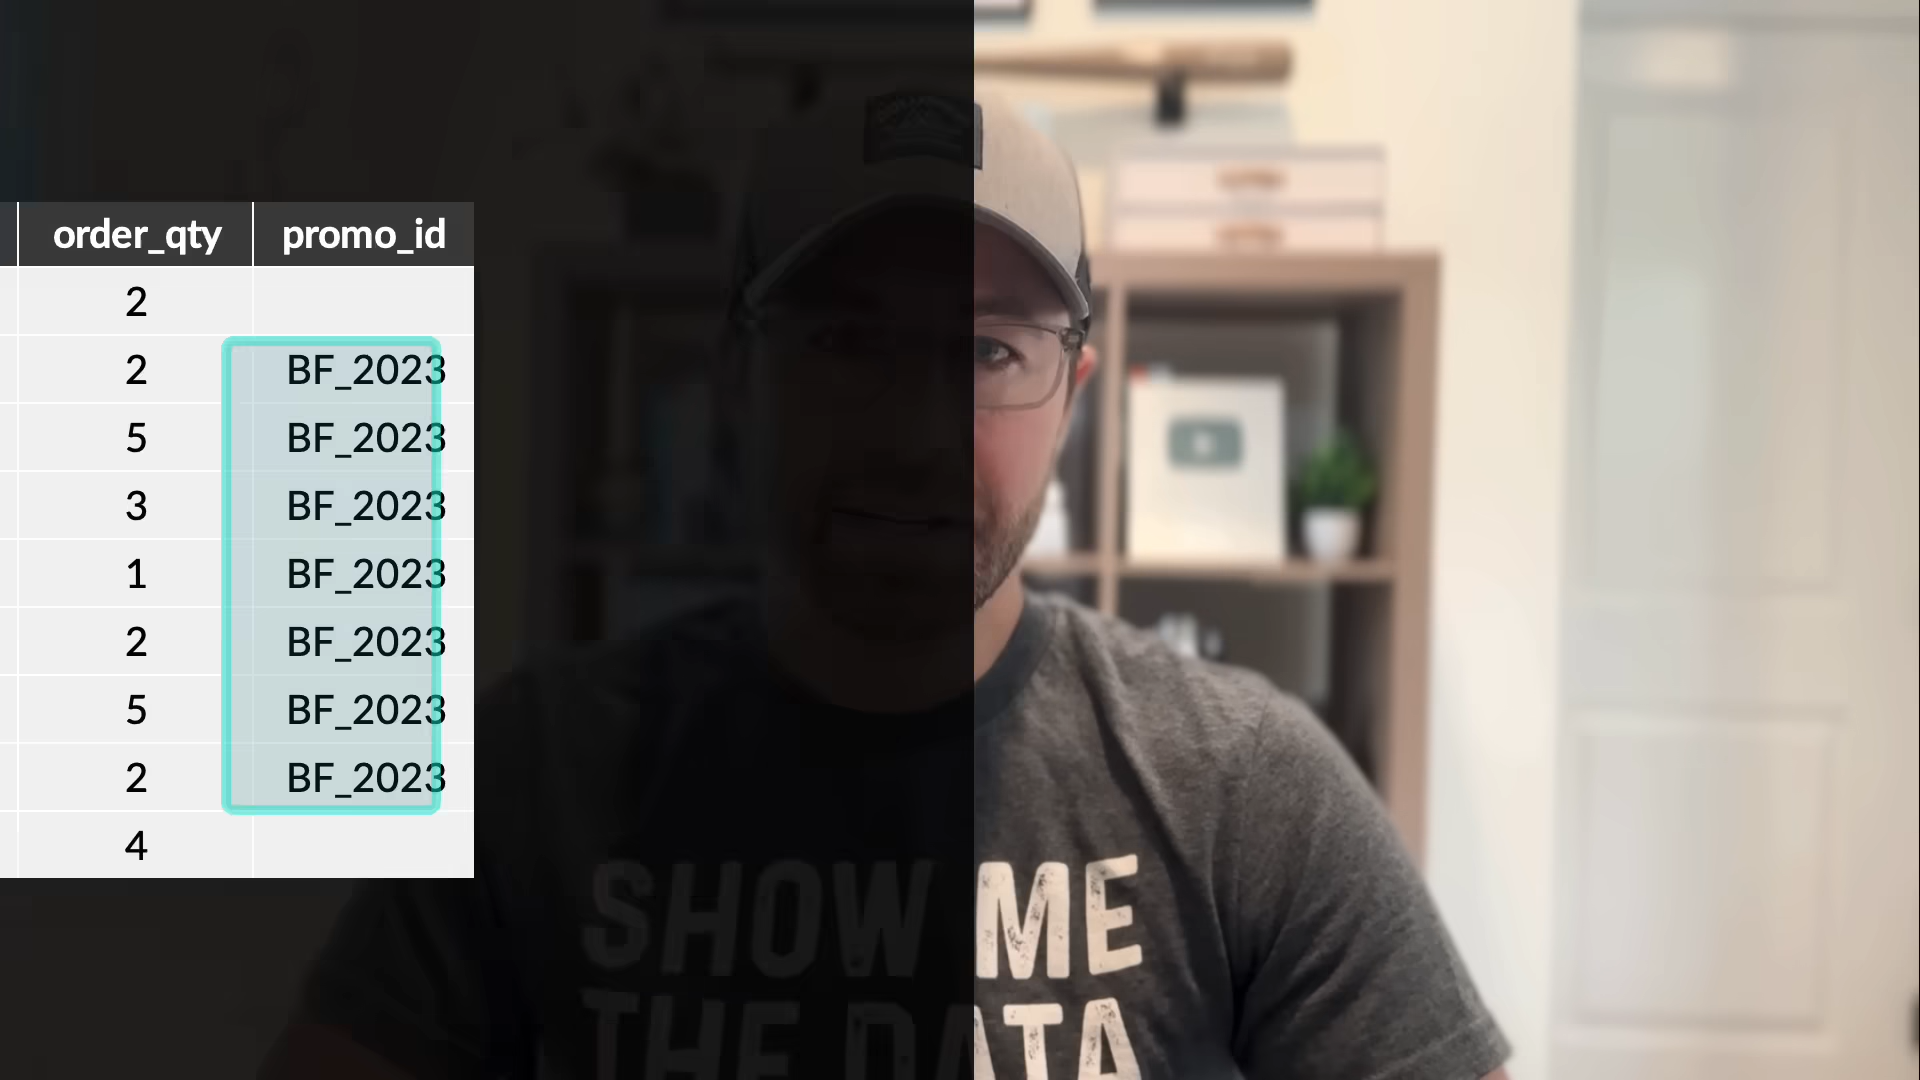 order_qty promo_id
2
2 BF_2023
5 BF_2023
3 BF_2023
1 BF_2023
2 BF_2023
5 BF_2023
2 BF_2023
4
SHOW ME
THE DATA